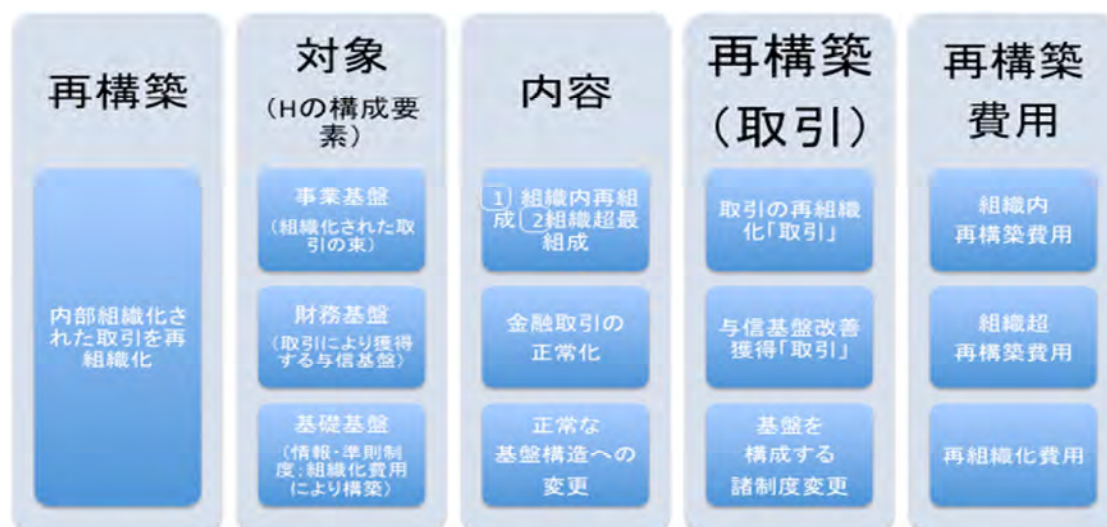 再構築
内部組織化さ
れた取引を再
組織化
対象
（Hの構成要
素）
事業基盤
（組織化された取
引の束）
財務基盤
（取引により獲得
する与信基盤）
基礎基盤
（情報・準則制
度：組織化費用
により構築）
内容
1 組織内再組
成 2組織超最
組成
金融取引の
正常化
正常な
基盤構造への
変更
再構築
（取引）
取引の再組織
化「取引」
与信基盤改善
獲得「取引」
基盤を
構成する
諸制度変更
再構築
費用
組織内
再構築費用
組織超
再構築費用
再組織化費用